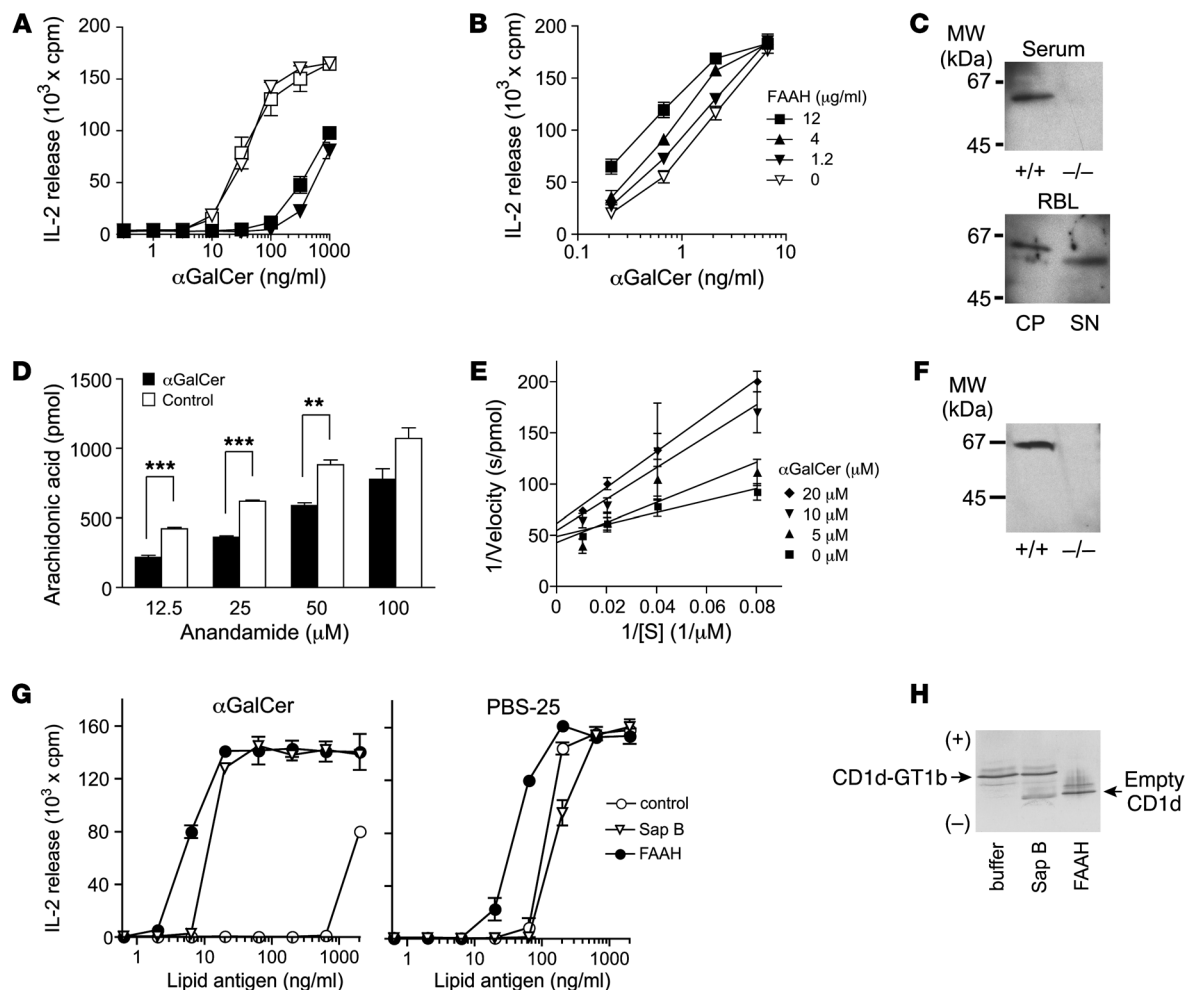 A
IL-2 release (10³ x cpm)
200
150
100
50
0
1 10 100 1000
αGalCer (ng/ml)
B
IL-2 release (10³ x cpm)
200
150
100
50
0
0.1 1 10
αGalCer (ng/ml)
FAAH (μg/ml)
12
4
1.2
0
C
MW
(kDa)
Serum
67
45
+/+ –/–
RBL
67
45
CP SN
D
αGalCer
Control
Arachidonic acid (pmol)
1500
1000
500
0
*** *** **
12.5 25 50 100
Anandamide (μM)
E
1/Velocity (s/pmol)
200
150
100
50
0
0.02 0.04 0.06 0.08
1/[S] (1/μM)
αGalCer (μM)
20 μM
10 μM
5 μM
0 μM
F
MW
(kDa)
67
45
+/+ –/–
G
αGalCer
IL-2 release (10³ x cpm)
160
120
80
40
0
1 10 100 1000
Lipid antigen (ng/ml)
PBS-25
1 10 100 1000
Lipid antigen (ng/ml)
control
Sap B
FAAH
H
(+)
CD1d-GT1b
(–)
Empty
CD1d
buffer
Sap B
FAAH